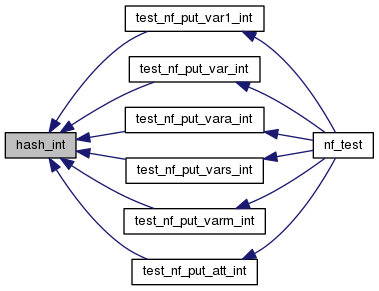 test_nf_put_var1_int
test_nf_put_var_int
test_nf_put_vara_int
hash_int
nf_test
test_nf_put_vars_int
test_nf_put_varm_int
test_nf_put_att_int